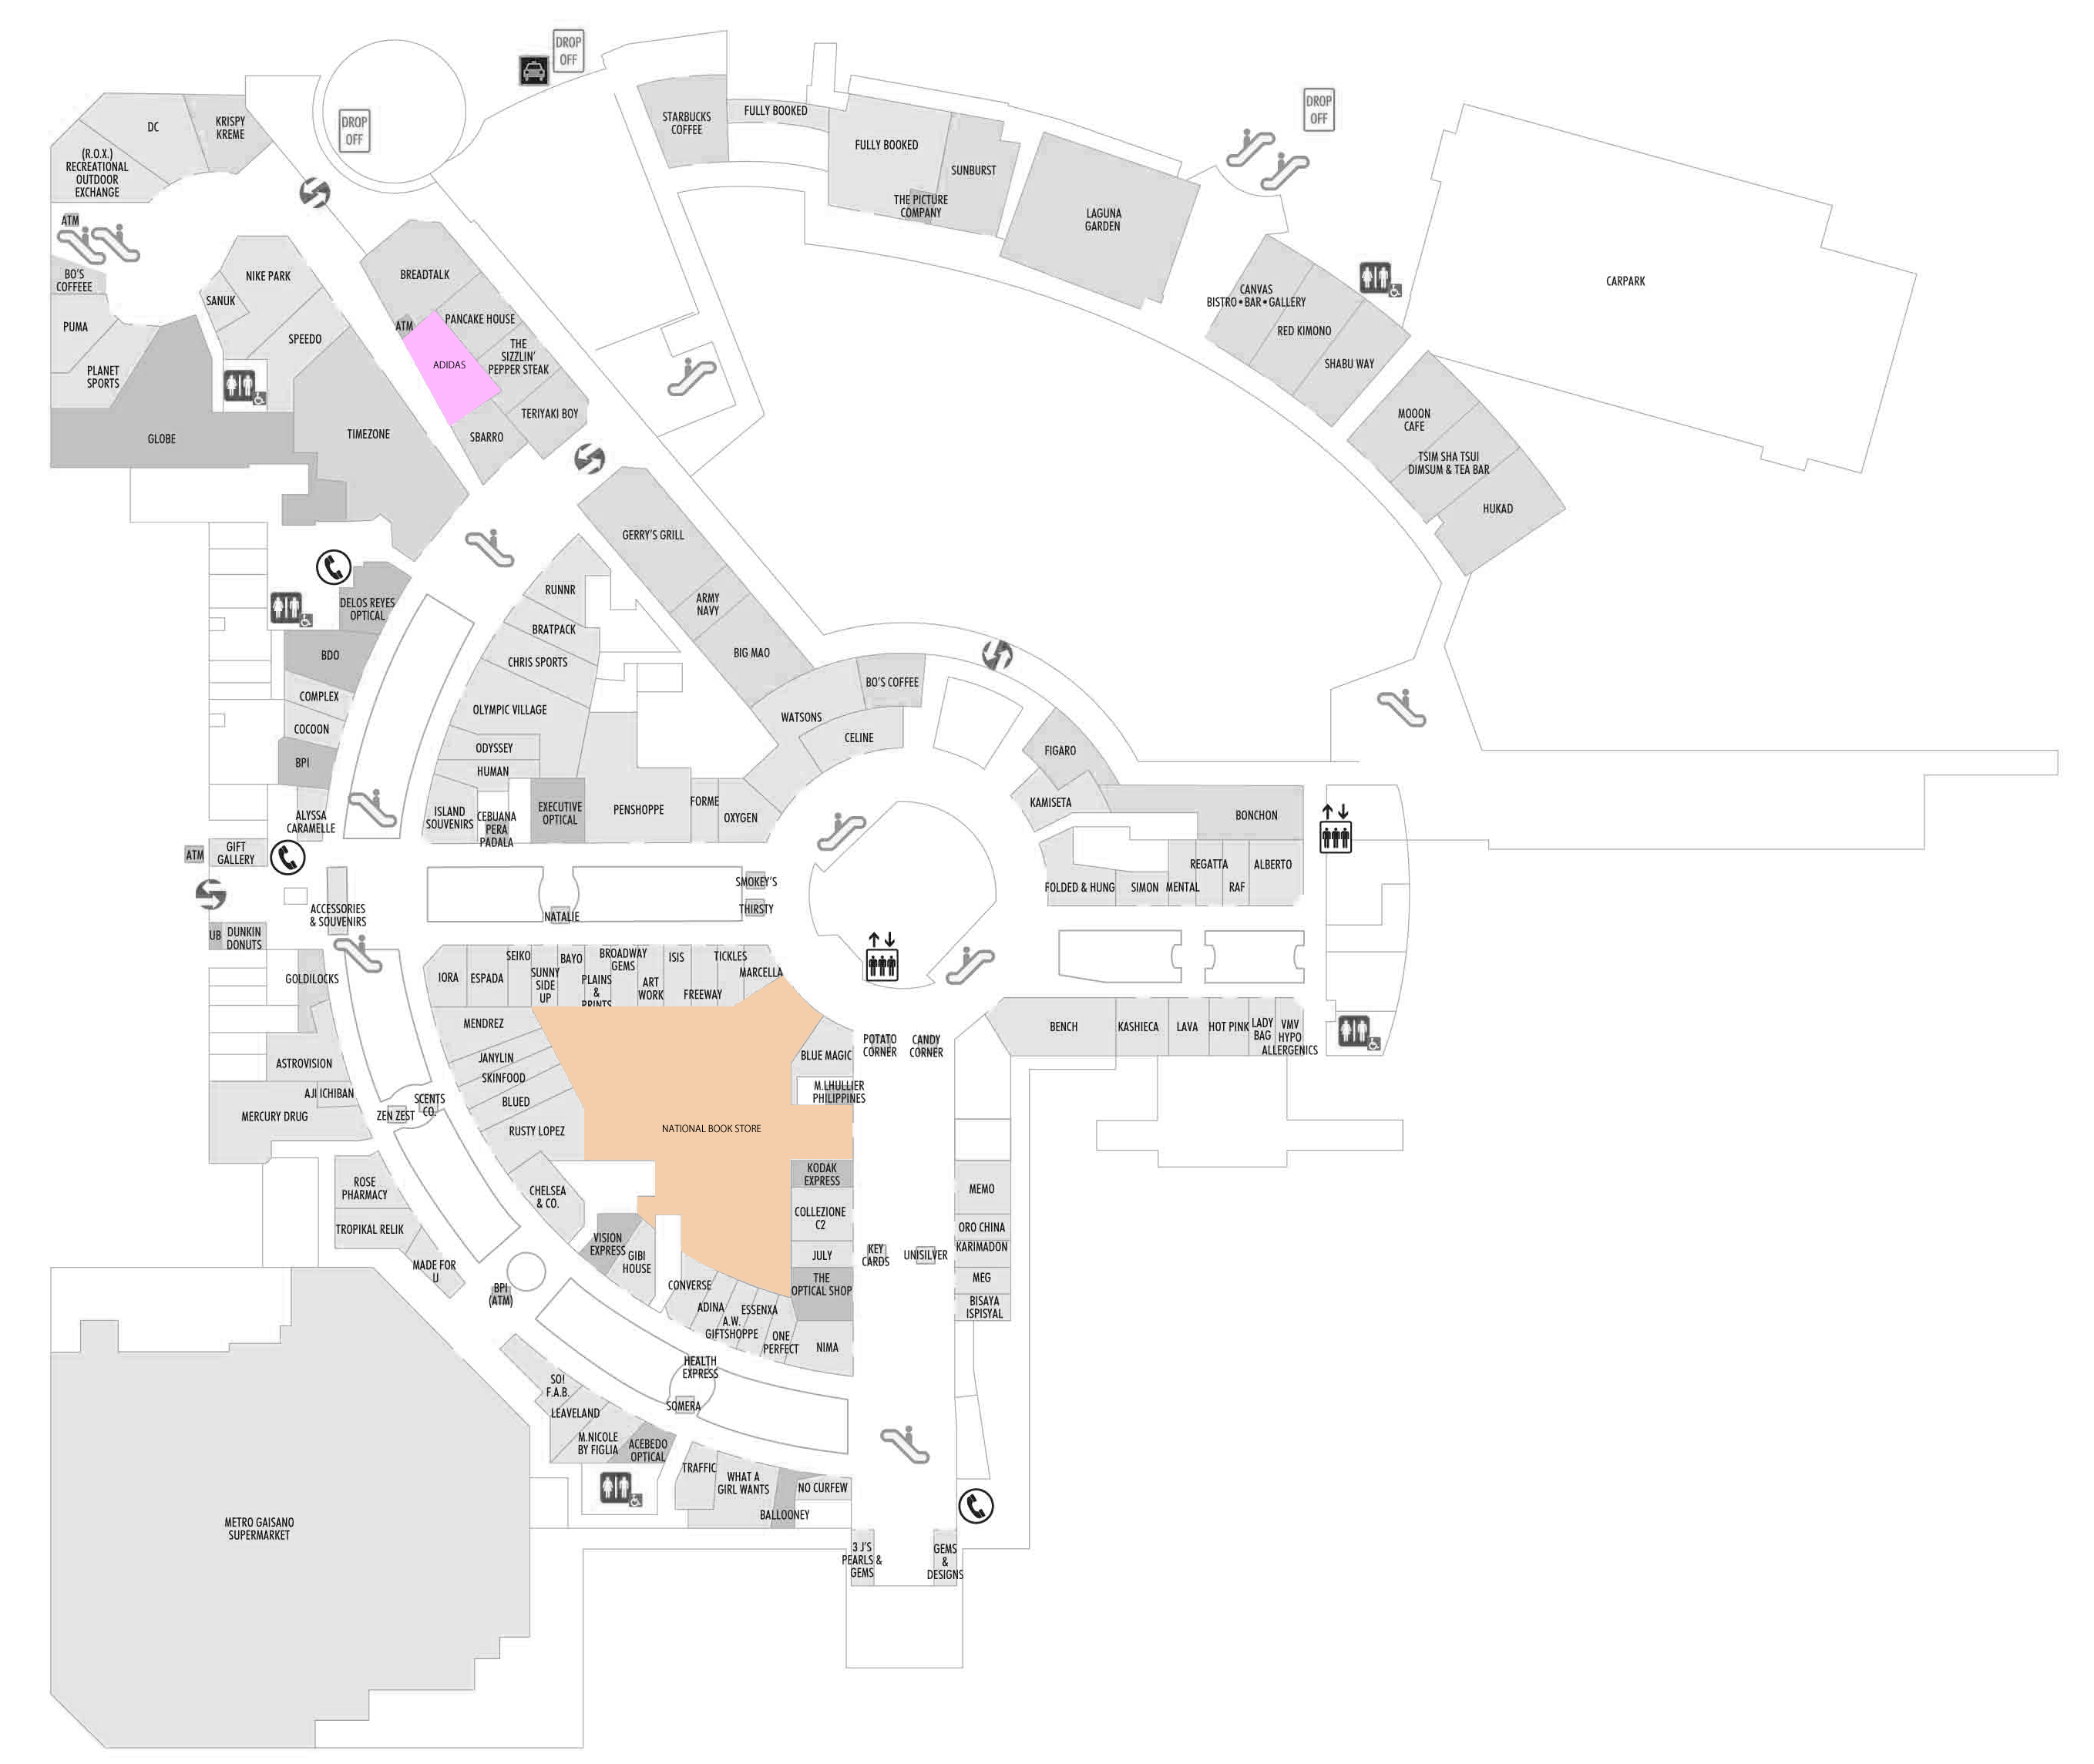 DROP
OFF
DROP
OFF
DROP
OFF
DC
KRISPY
KREME
(R.O.X.)
RECREATIONAL
OUTDOOR
EXCHANGE
ATM
BO'S
COFFEEE
PUMA
PLANET
SPORTS
GLOBE
SANUK
NIKE PARK
SPEEDO
TIMEZONE
BREADTALK
ATM
PANCAKE HOUSE
ADIDAS
THE
SIZZLIN'
PEPPER STEAK
TERIYAKI BOY
SBARRO
STARBUCKS
COFFEE
FULLY BOOKED
FULLY BOOKED
SUNBURST
THE PICTURE
COMPANY
LAGUNA
GARDEN
CANVAS
BISTRO•BAR•GALLERY
RED KIMONO
SHABU WAY
CARPARK
MOOON
CAFE
TSIM SHA TSUI
DIMSUM & TEA BAR
HUKAD
GERRY'S GRILL
ARMY
NAVY
BIG MAO
RUNNR
BRATPACK
CHRIS SPORTS
OLYMPIC VILLAGE
ODYSSEY
HUMAN
ISLAND
SOUVENIRS
CEBUANA
PERA
PADALA
EXECUTIVE
OPTICAL
PENSHOPPE
FORME
OXYGEN
WATSONS
BO'S COFFEE
CELINE
FIGARO
KAMISETA
BONCHON
FOLDED & HUNG
SIMON
MENTAL
REGATTA
RAF
ALBERTO
DELOS REYES
OPTICAL
BDO
COMPLEX
COCOON
BPI
ALYSSA
CARAMELLE
GIFT
GALLERY
ATM
ACCESSORIES
& SOUVENIRS
UB
DUNKIN
DONUTS
GOLDILOCKS
ASTROVISION
AJI ICHIBAN
MERCURY DRUG
ZEN ZEST
SCENTS
CO.
NATALIE
SMOKEY'S
THIRSTY
IORA
ESPADA
SEIKO
SUNNY
SIDE
UP
BAYO
PLAINS
&
PRINTS
BROADWAY
GEMS
ART
WORK
ISIS
FREEWAY
TICKLES
MARCELLA
MENDREZ
JANYLIN
SKINFOOD
BLUED
RUSTY LOPEZ
CHELSEA
& CO.
NATIONAL BOOK STORE
BLUE MAGIC
M.LHULLIER
PHILIPPINES
POTATO
CORNER
CANDY
CORNER
BENCH
KASHIECA
LAVA
HOT PINK
LADY
BAG
VMV
HYPO
ALLERGENICS
KODAK
EXPRESS
COLLEZIONE
C2
JULY
THE
OPTICAL SHOP
NIMA
KEY
CARDS
UNISILVER
MEMO
ORO CHINA
KARIMADON
MEG
BISAYA
ISPISYAL
VISION
EXPRESS
GIBI
HOUSE
CONVERSE
ADINA
A.W.
GIFTSHOPPE
ESSENXA
ONE
PERFECT
ROSE
PHARMACY
TROPIKAL RELIK
MADE FOR
U
BPI
(ATM)
HEALTH
EXPRESS
SOMERA
SO!
F.A.B.
LEAVELAND
M.NICOLE
BY FIGLIA
ACEBEDO
OPTICAL
TRAFFIC
WHAT A
GIRL WANTS
BALLOONEY
NO CURFEW
3 J'S
PEARLS &
GEMS
GEMS
&
DESIGNS
METRO GAISANO
SUPERMARKET